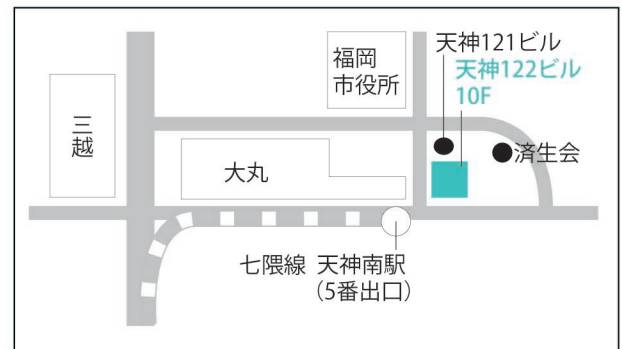 天神121ビル
天神122ビル
10F
福岡
市役所
三越
大丸
済生会
七隈線 天神南駅
（5番出口）